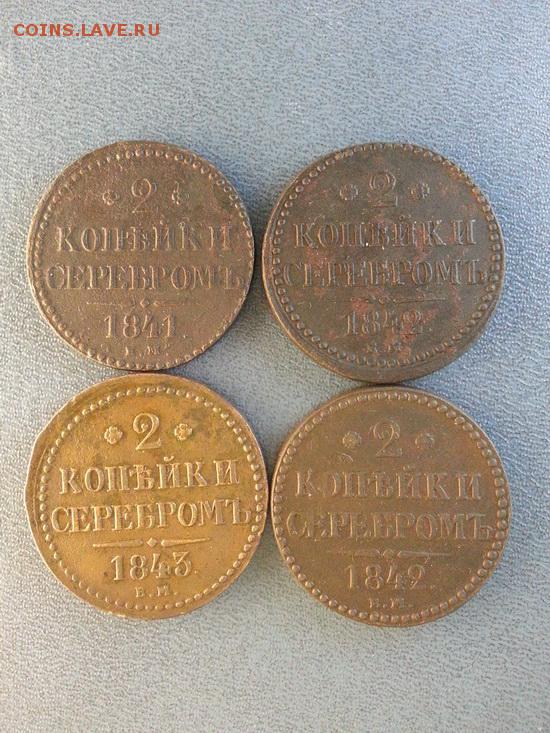 COINS.LAVE.RU
2
КОПѢЙКИ
СЕРЕБРОМЪ
1841.
Е.М.
2
КОПѢЙКИ
СЕРЕБРОМЪ
1842.
2
КОПѢЙКИ
СЕРЕБРОМЪ
1843.
Е.М.
2
КОПѢЙКИ
СЕРЕБРОМЪ
1842.
Е.М.